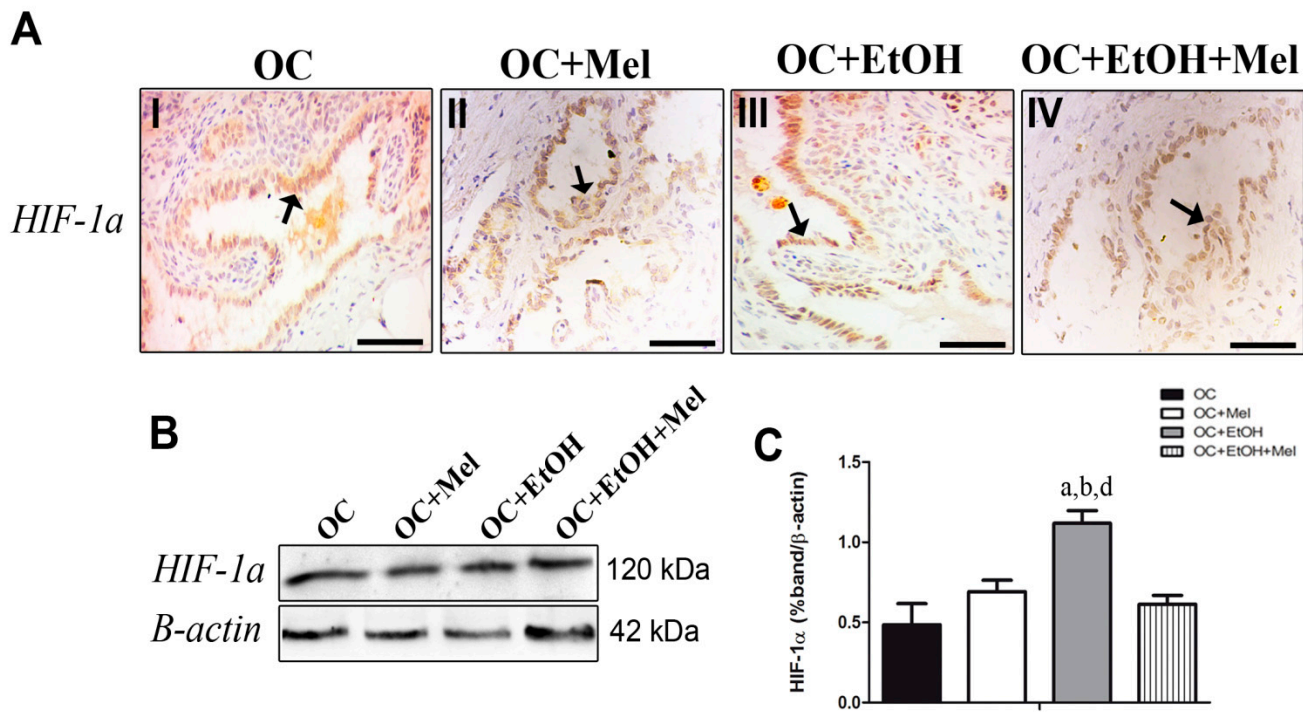 A
OC
OC+Mel
OC+EtOH
OC+EtOH+Mel
HIF-1a
I
II
III
IV
B
OC
OC+Mel
OC+EtOH
OC+EtOH+Mel
HIF-1a
120 kDa
B-actin
42 kDa
C
OC
OC+Mel
OC+EtOH
OC+EtOH+Mel
HIF-1α (%band/β-actin)
1.5
1.0
0.5
0.0
a,b,d